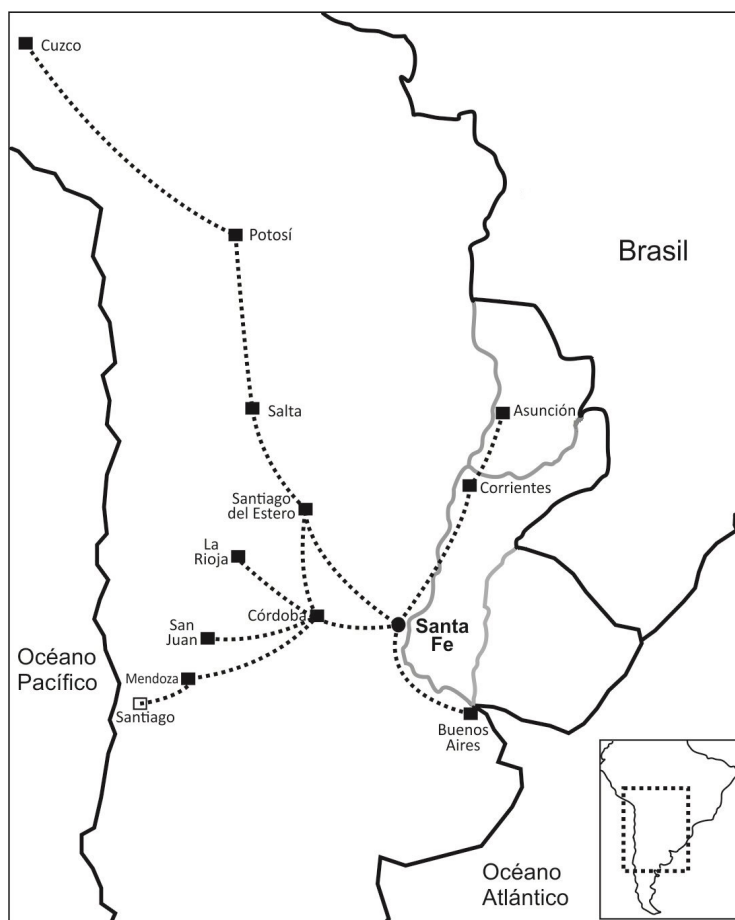 Cuzco
Potosí
Brasil
Salta
Asunción
Corrientes
Santiago
del Estero
La
Rioja
Córdoba
Santa
Fe
San
Juan
Océano
Pacífico
Mendoza
Santiago
Buenos
Aires
Océano
Atlántico